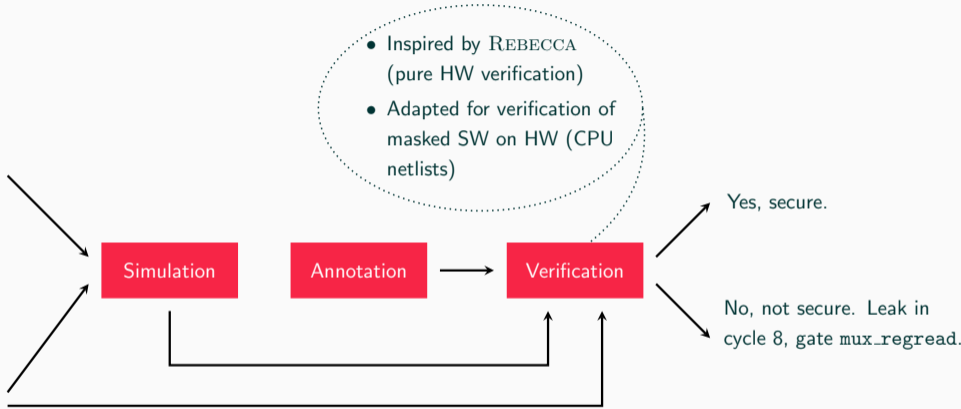 • Inspired by REBECCA
(pure HW verification)
• Adapted for verification of
masked SW on HW (CPU
netlists)
Yes, secure.
Simulation
Annotation
Verification
No, not secure. Leak in
cycle 8, gate mux_regread.